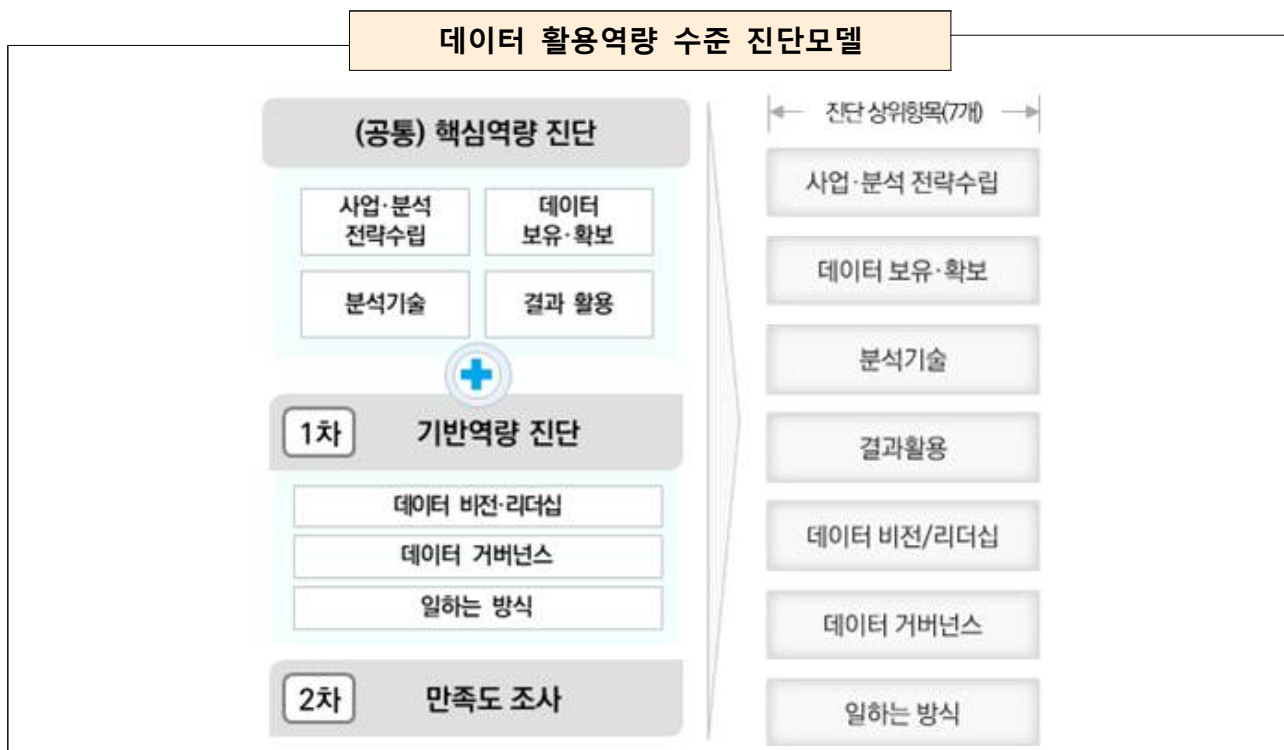 데이터 활용역량 수준 진단모델
(공통) 핵심역량 진단
사업·분석
전략수립
데이터
보유·확보
분석기술
결과 활용
1차
기반역량 진단
데이터 비전·리더십
데이터 거버넌스
일하는 방식
2차
만족도 조사
진단 상위항목(7개)
사업·분석 전략수립
데이터 보유·확보
분석기술
결과활용
데이터 비전/리더십
데이터 거버넌스
일하는 방식